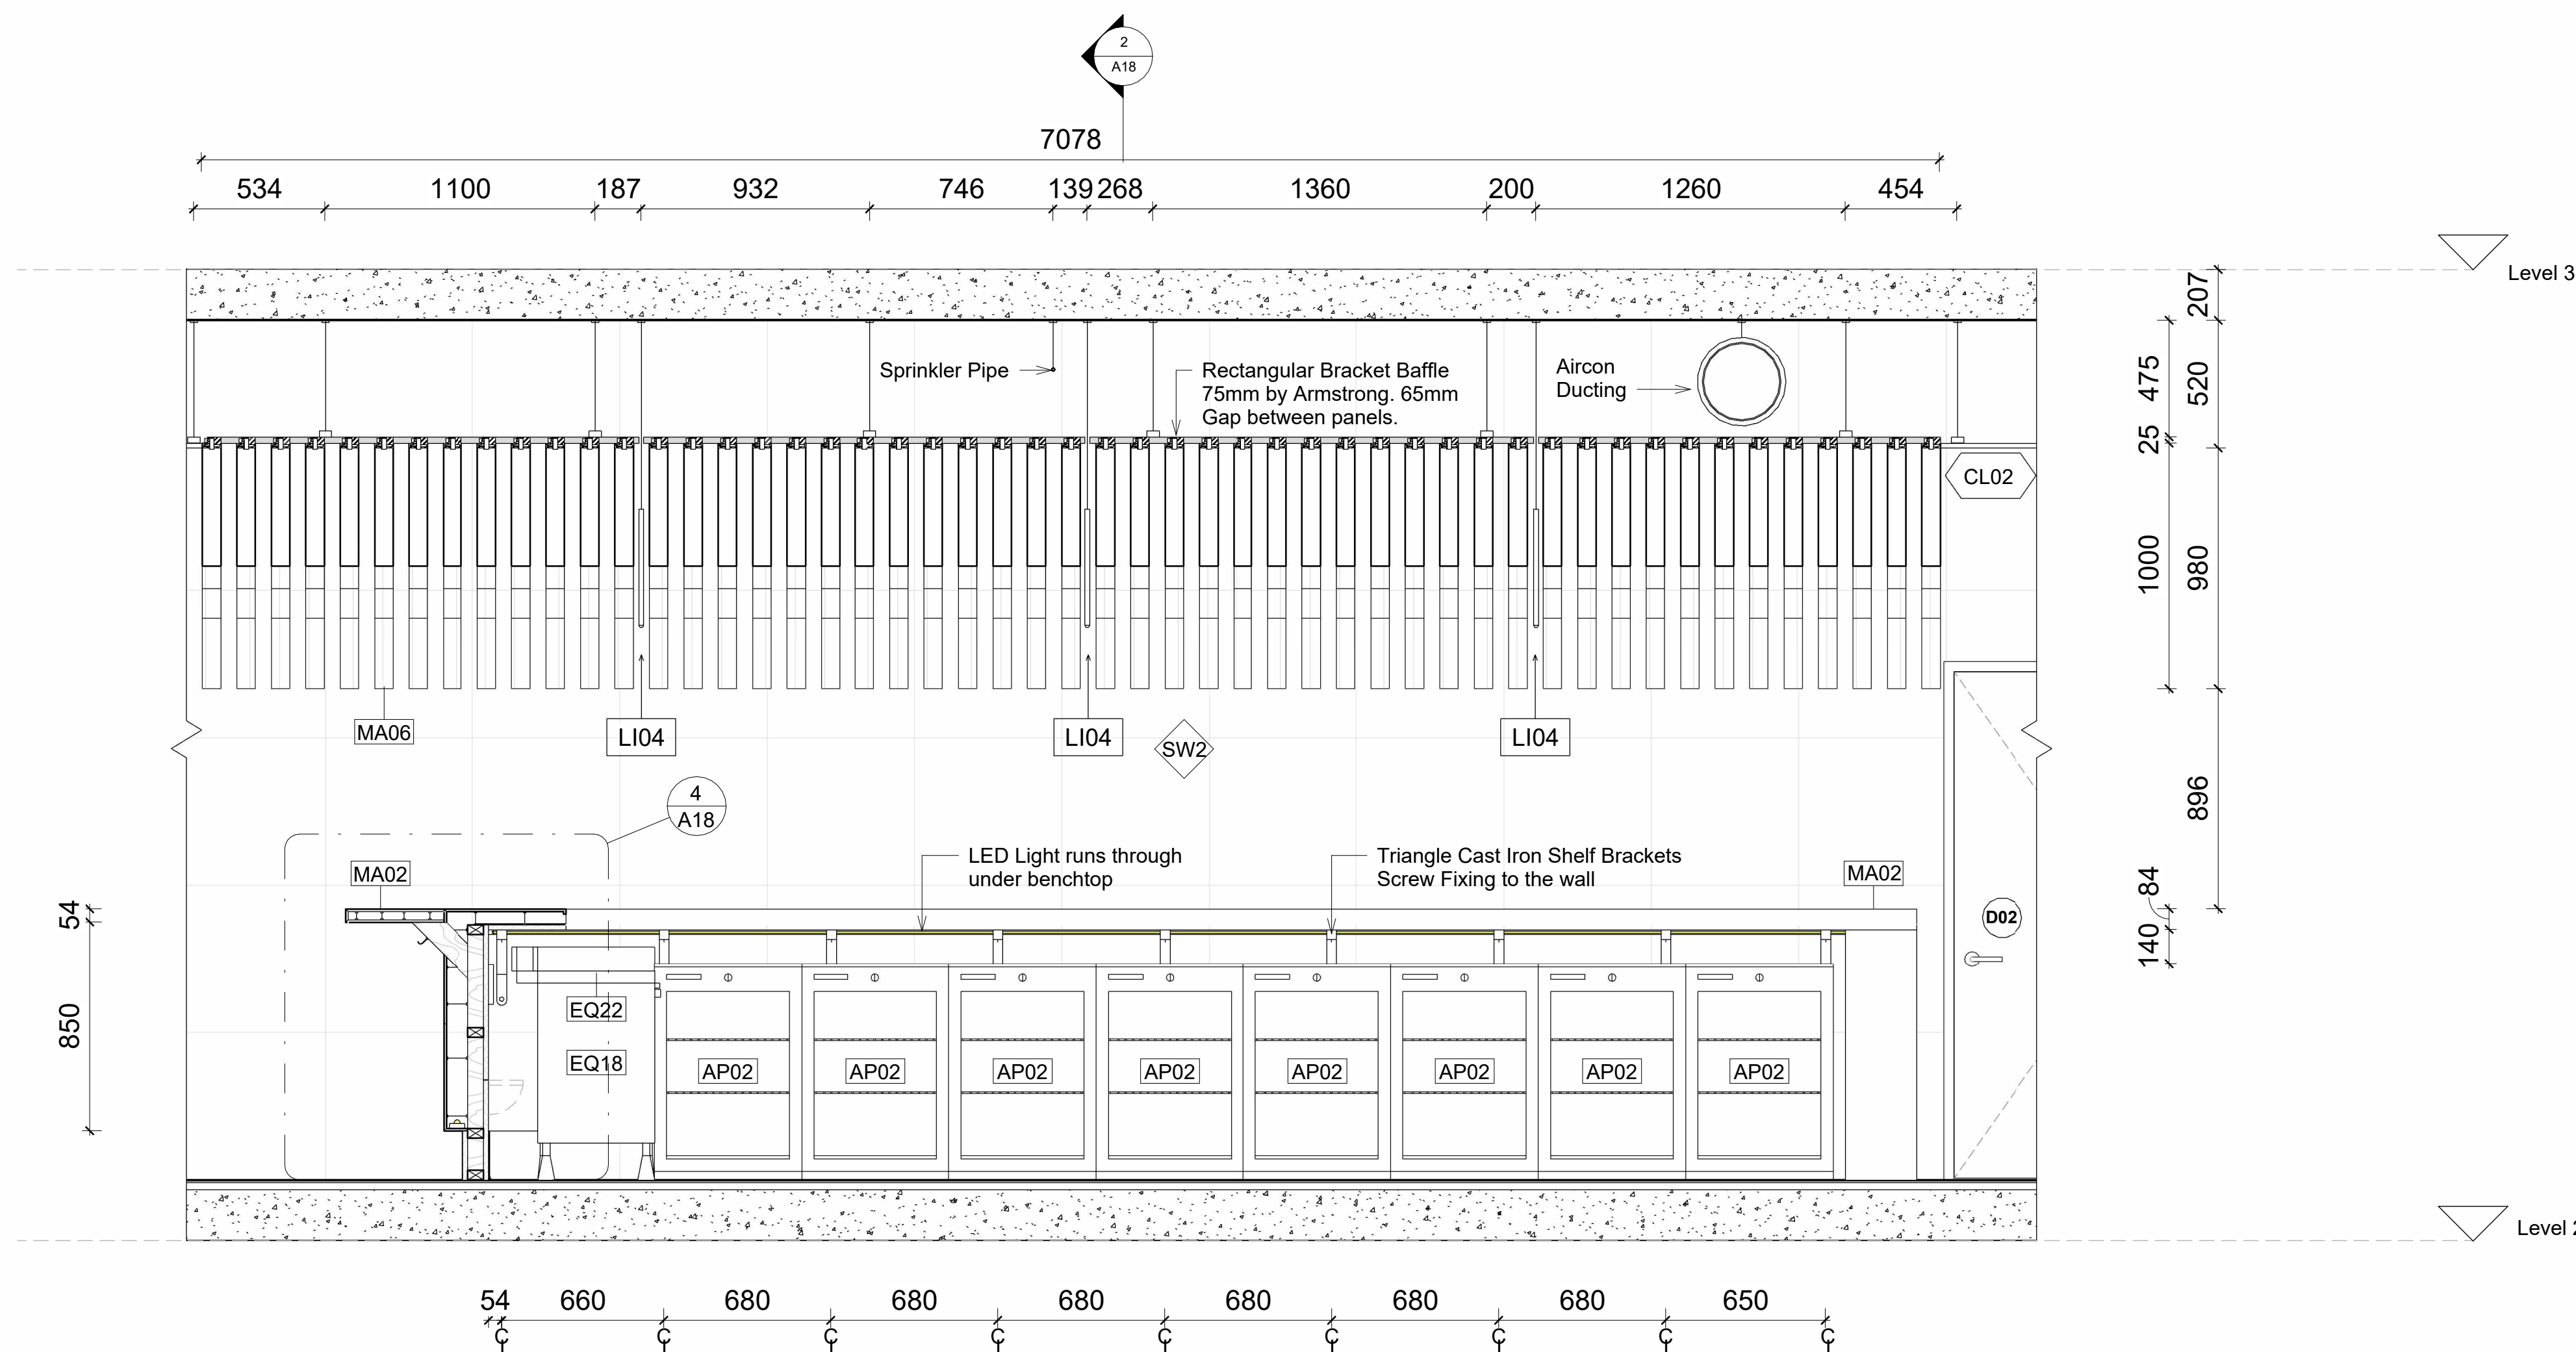 2
A18
7078
534 1100 187 932 746 139 268 1360 200 1260 454
Level 3
207
475
520
25
1000
980
896
84
140
Sprinkler Pipe
Rectangular Bracket Baffle
75mm by Armstrong. 65mm
Gap between panels.
Aircon
Ducting
CL02
MA06
LI04
LI04
SW2
LI04
4
A18
MA02
LED Light runs through
under benchtop
Triangle Cast Iron Shelf Brackets
Screw Fixing to the wall
MA02
54
850
D02
EQ22
EQ18
AP02 AP02 AP02 AP02 AP02 AP02 AP02 AP02
Level 2
54 660 680 680 680 680 680 680 650